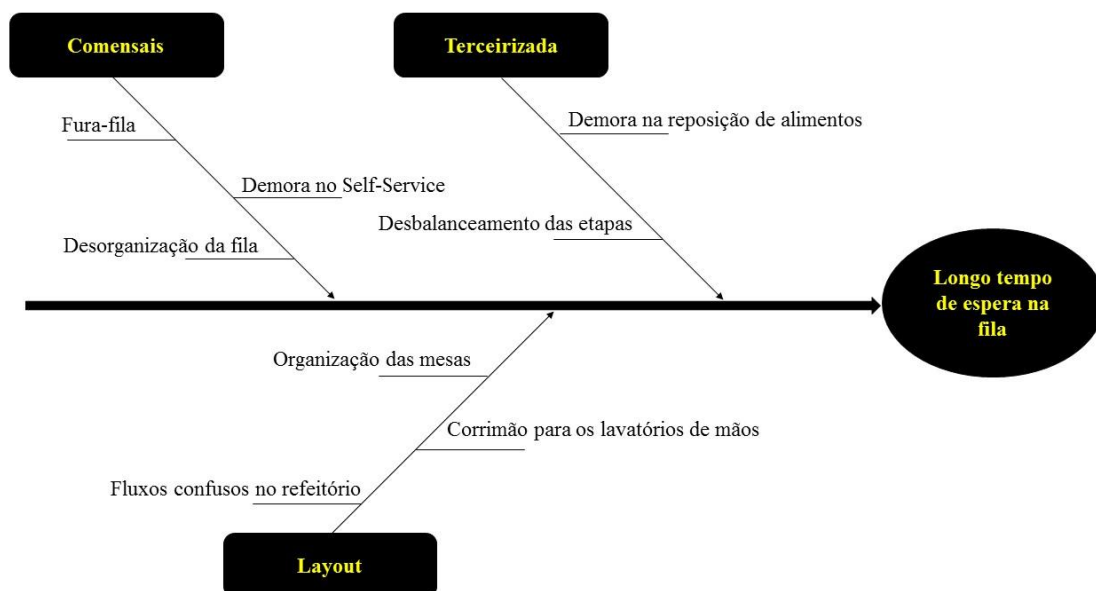 Comensais
Terceirizada
Fura-fila
Demora na reposição de alimentos
Demora no Self-Service
Desbalanceamento das etapas
Desorganização da fila
Longo tempo
de espera na
fila
Organização das mesas
Corrimão para os lavatórios de mãos
Fluxos confusos no refeitório
Layout